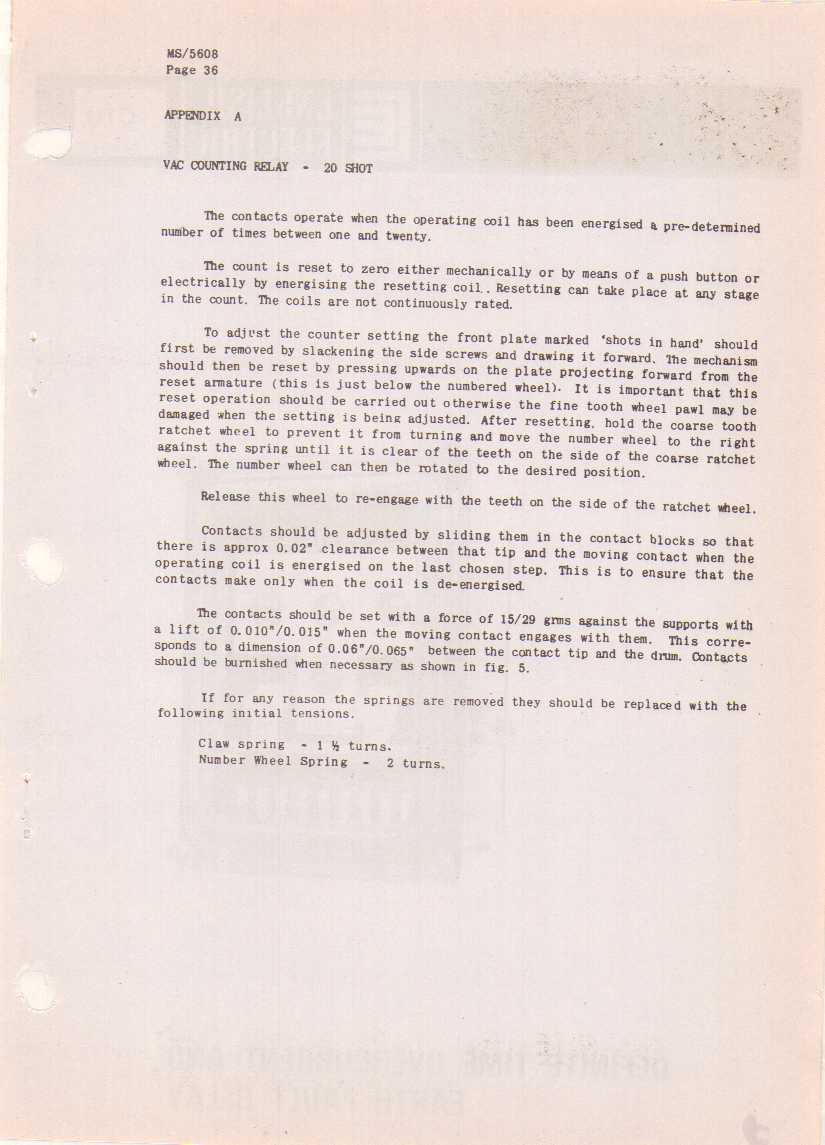 MS/5608
Page 36
APPENDIX A
VAC COUNTING RELAY - 20 SHOT
The contacts operate when the operating coil has been energised a pre-determined
number of times between one and twenty.
The count is reset to zero either mechanically or by means of a push button or
electrically by energising the resetting coil.. Resetting can take place at any stage
in the count. The coils are not continuously rated.
To adjust the counter setting the front plate marked 'shots in hand' should
first be removed by slackening the side screws and drawing it forward. The mechanism
should then be reset by pressing upwards on the plate projecting forward from the
reset armature (this is just below the numbered wheel). It is important that this
reset operation should be carried out otherwise the fine tooth wheel pawl may be
damaged when the setting is being adjusted. After resetting, hold the coarse tooth
ratchet wheel to prevent it from turning and move the number wheel to the right
against the spring until it is clear of the teeth on the side of the coarse ratchet
wheel. The number wheel can then be rotated to the desired position.
Release this wheel to re-engage with the teeth on the side of the ratchet wheel.
Contacts should be adjusted by sliding them in the contact blocks so that
there is approx 0.02" clearance between that tip and the moving contact when the
operating coil is energised on the last chosen step. This is to ensure that the
contacts make only when the coil is de-energised.
The contacts should be set with a force of 15/29 grms against the supports with
a lift of 0.010"/0.015" when the moving contact engages with them. This corre-
sponds to a dimension of 0.06"/0.065" between the contact tip and the drum. Contacts
should be burnished when necessary as shown in fig. 5.
If for any reason the springs are removed they should be replaced with the
following initial tensions.
Claw spring - 1 ½ turns.
Number Wheel Spring - 2 turns.
DEFINITE TIME OVERCURRENT AND
EARTH FAULT RELAY